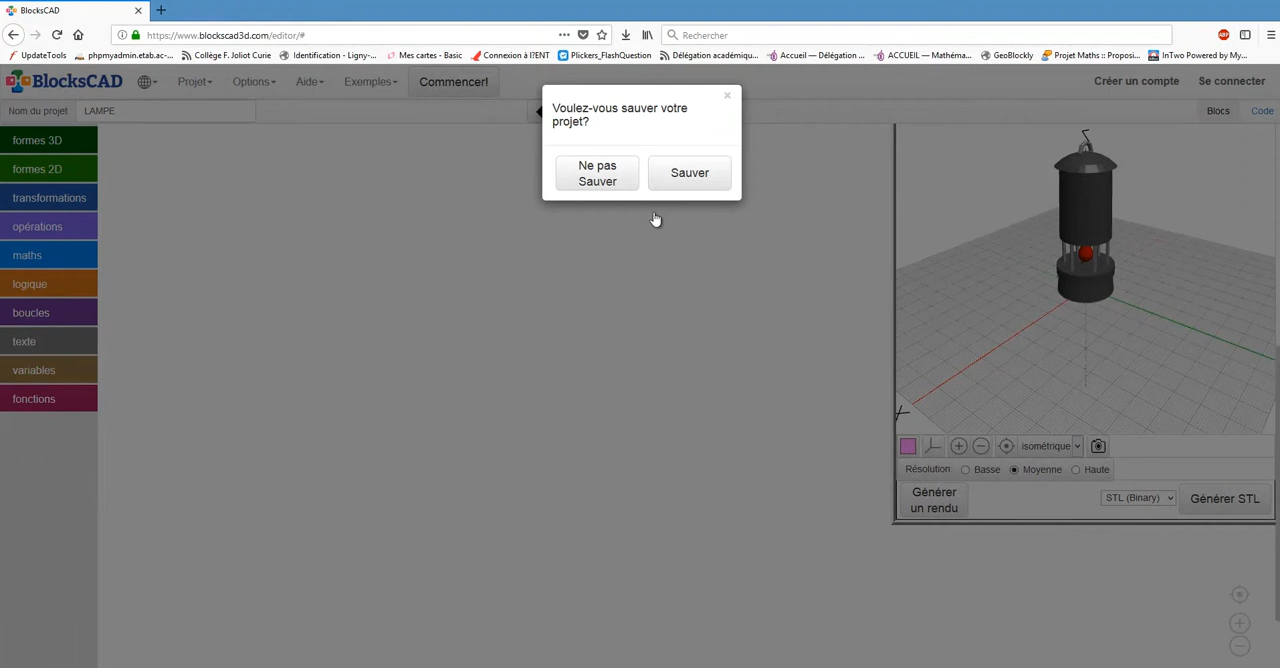 BlocksCAD
https://www.blockscad3d.com/editor/#
Rechercher
ABP
UpdateTools phpmyadmin.etab.ac-... Collège F. Joliot Curie Identification - Ligny-... Mes cartes - Basic Connexion à l?ENT Plickers_FlashQuestion Délégation académiqu... Accueil — Délégation ... ACCUEIL — Mathéma... GeoBlockly Projet Maths :: Proposi... InTwo Powered by My...
BlocksCAD Projet Options Aide Exemples Commencer! Créer un compte Se connecter
Nom du projet LAMPE Blocs Code
Voulez-vous sauver votre
projet?
×
Ne pas
Sauver
Sauver
formes 3D
formes 2D
transformations
opérations
maths
logique
boucles
texte
variables
fonctions
Z
isométrique
Résolution: Basse Moyenne Haute
Générer
un rendu
STL (Binary) Générer STL